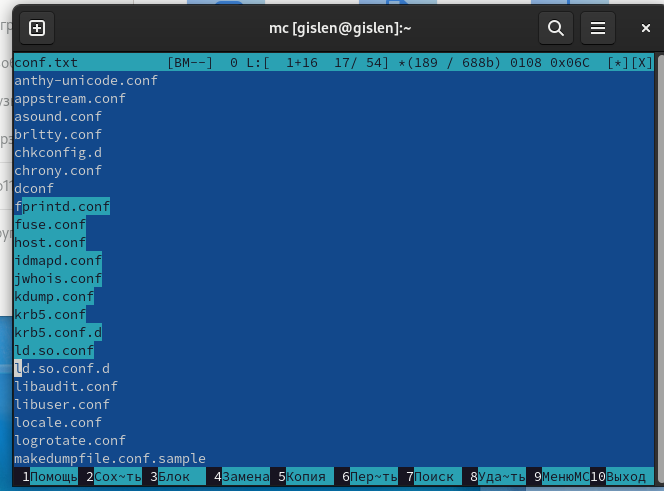 mc [gislen@gislen]:~
conf.txt [BM--] 0 L:[ 1+16 17/ 54] *(189 / 688b) 0108 0x06C [*][X]
anthy-unicode.conf
appstream.conf
asound.conf
brltty.conf
chkconfig.d
chrony.conf
dconf
fprintd.conf
fuse.conf
host.conf
idmapd.conf
jwhois.conf
kdump.conf
krb5.conf
krb5.conf.d
ld.so.conf
ld.so.conf.d
libaudit.conf
libuser.conf
locale.conf
logrotate.conf
makedumpfile.conf.sample
1Помощь 2Сох~ть 3Блок 4Замена 5Копия 6Пер~ть 7Поиск 8Уда~ть 9МенюMC 10Выход